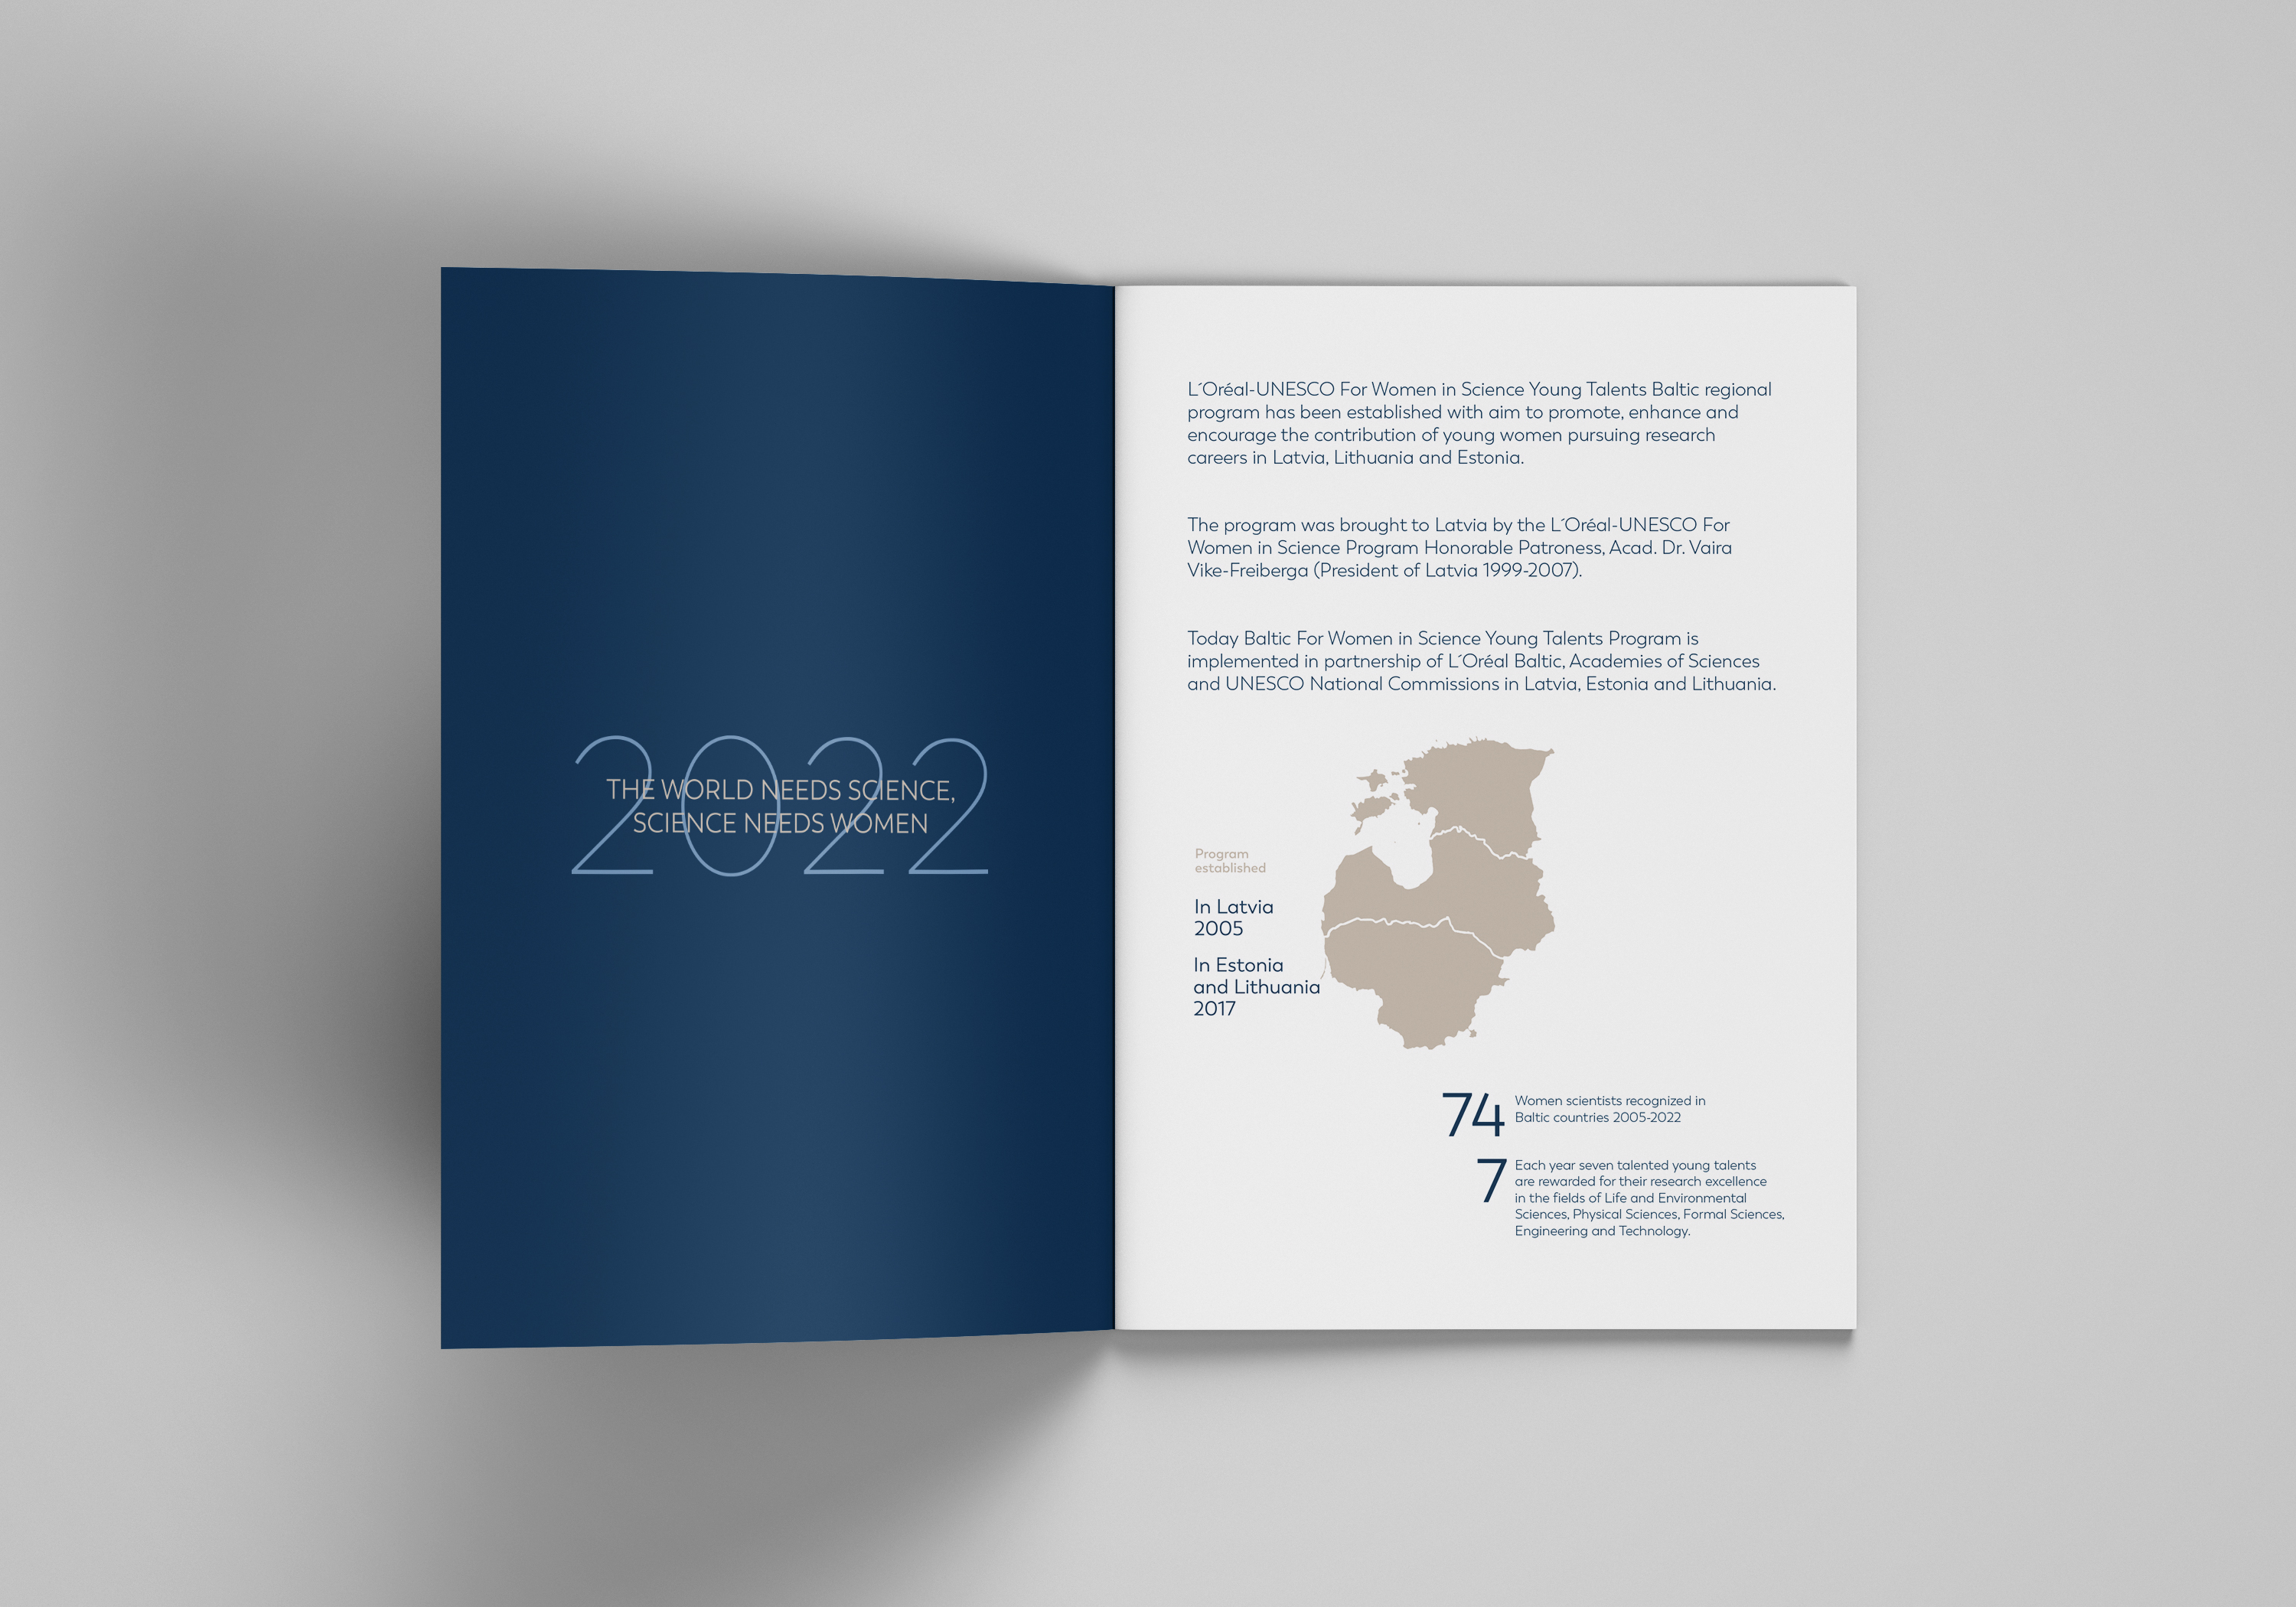 2022
THE WORLD NEEDS SCIENCE,
SCIENCE NEEDS WOMEN
L´Oréal-UNESCO For Women in Science Young Talents Baltic regional
program has been established with aim to promote, enhance and
encourage the contribution of young women pursuing research
careers in Latvia, Lithuania and Estonia.
The program was brought to Latvia by the L´Oréal-UNESCO For
Women in Science Program Honorable Patroness, Acad. Dr. Vaira
Vike-Freiberga (President of Latvia 1999-2007).
Today Baltic For Women in Science Young Talents Program is
implemented in partnership of L´Oréal Baltic, Academies of Sciences
and UNESCO National Commissions in Latvia, Estonia and Lithuania.
Program
established
In Latvia
2005
In Estonia
and Lithuania
2017
74
Women scientists recognized in
Baltic countries 2005-2022
7
Each year seven talented young talents
are rewarded for their research excellence
in the fields of Life and Environmental
Sciences, Physical Sciences, Formal Sciences,
Engineering and Technology.